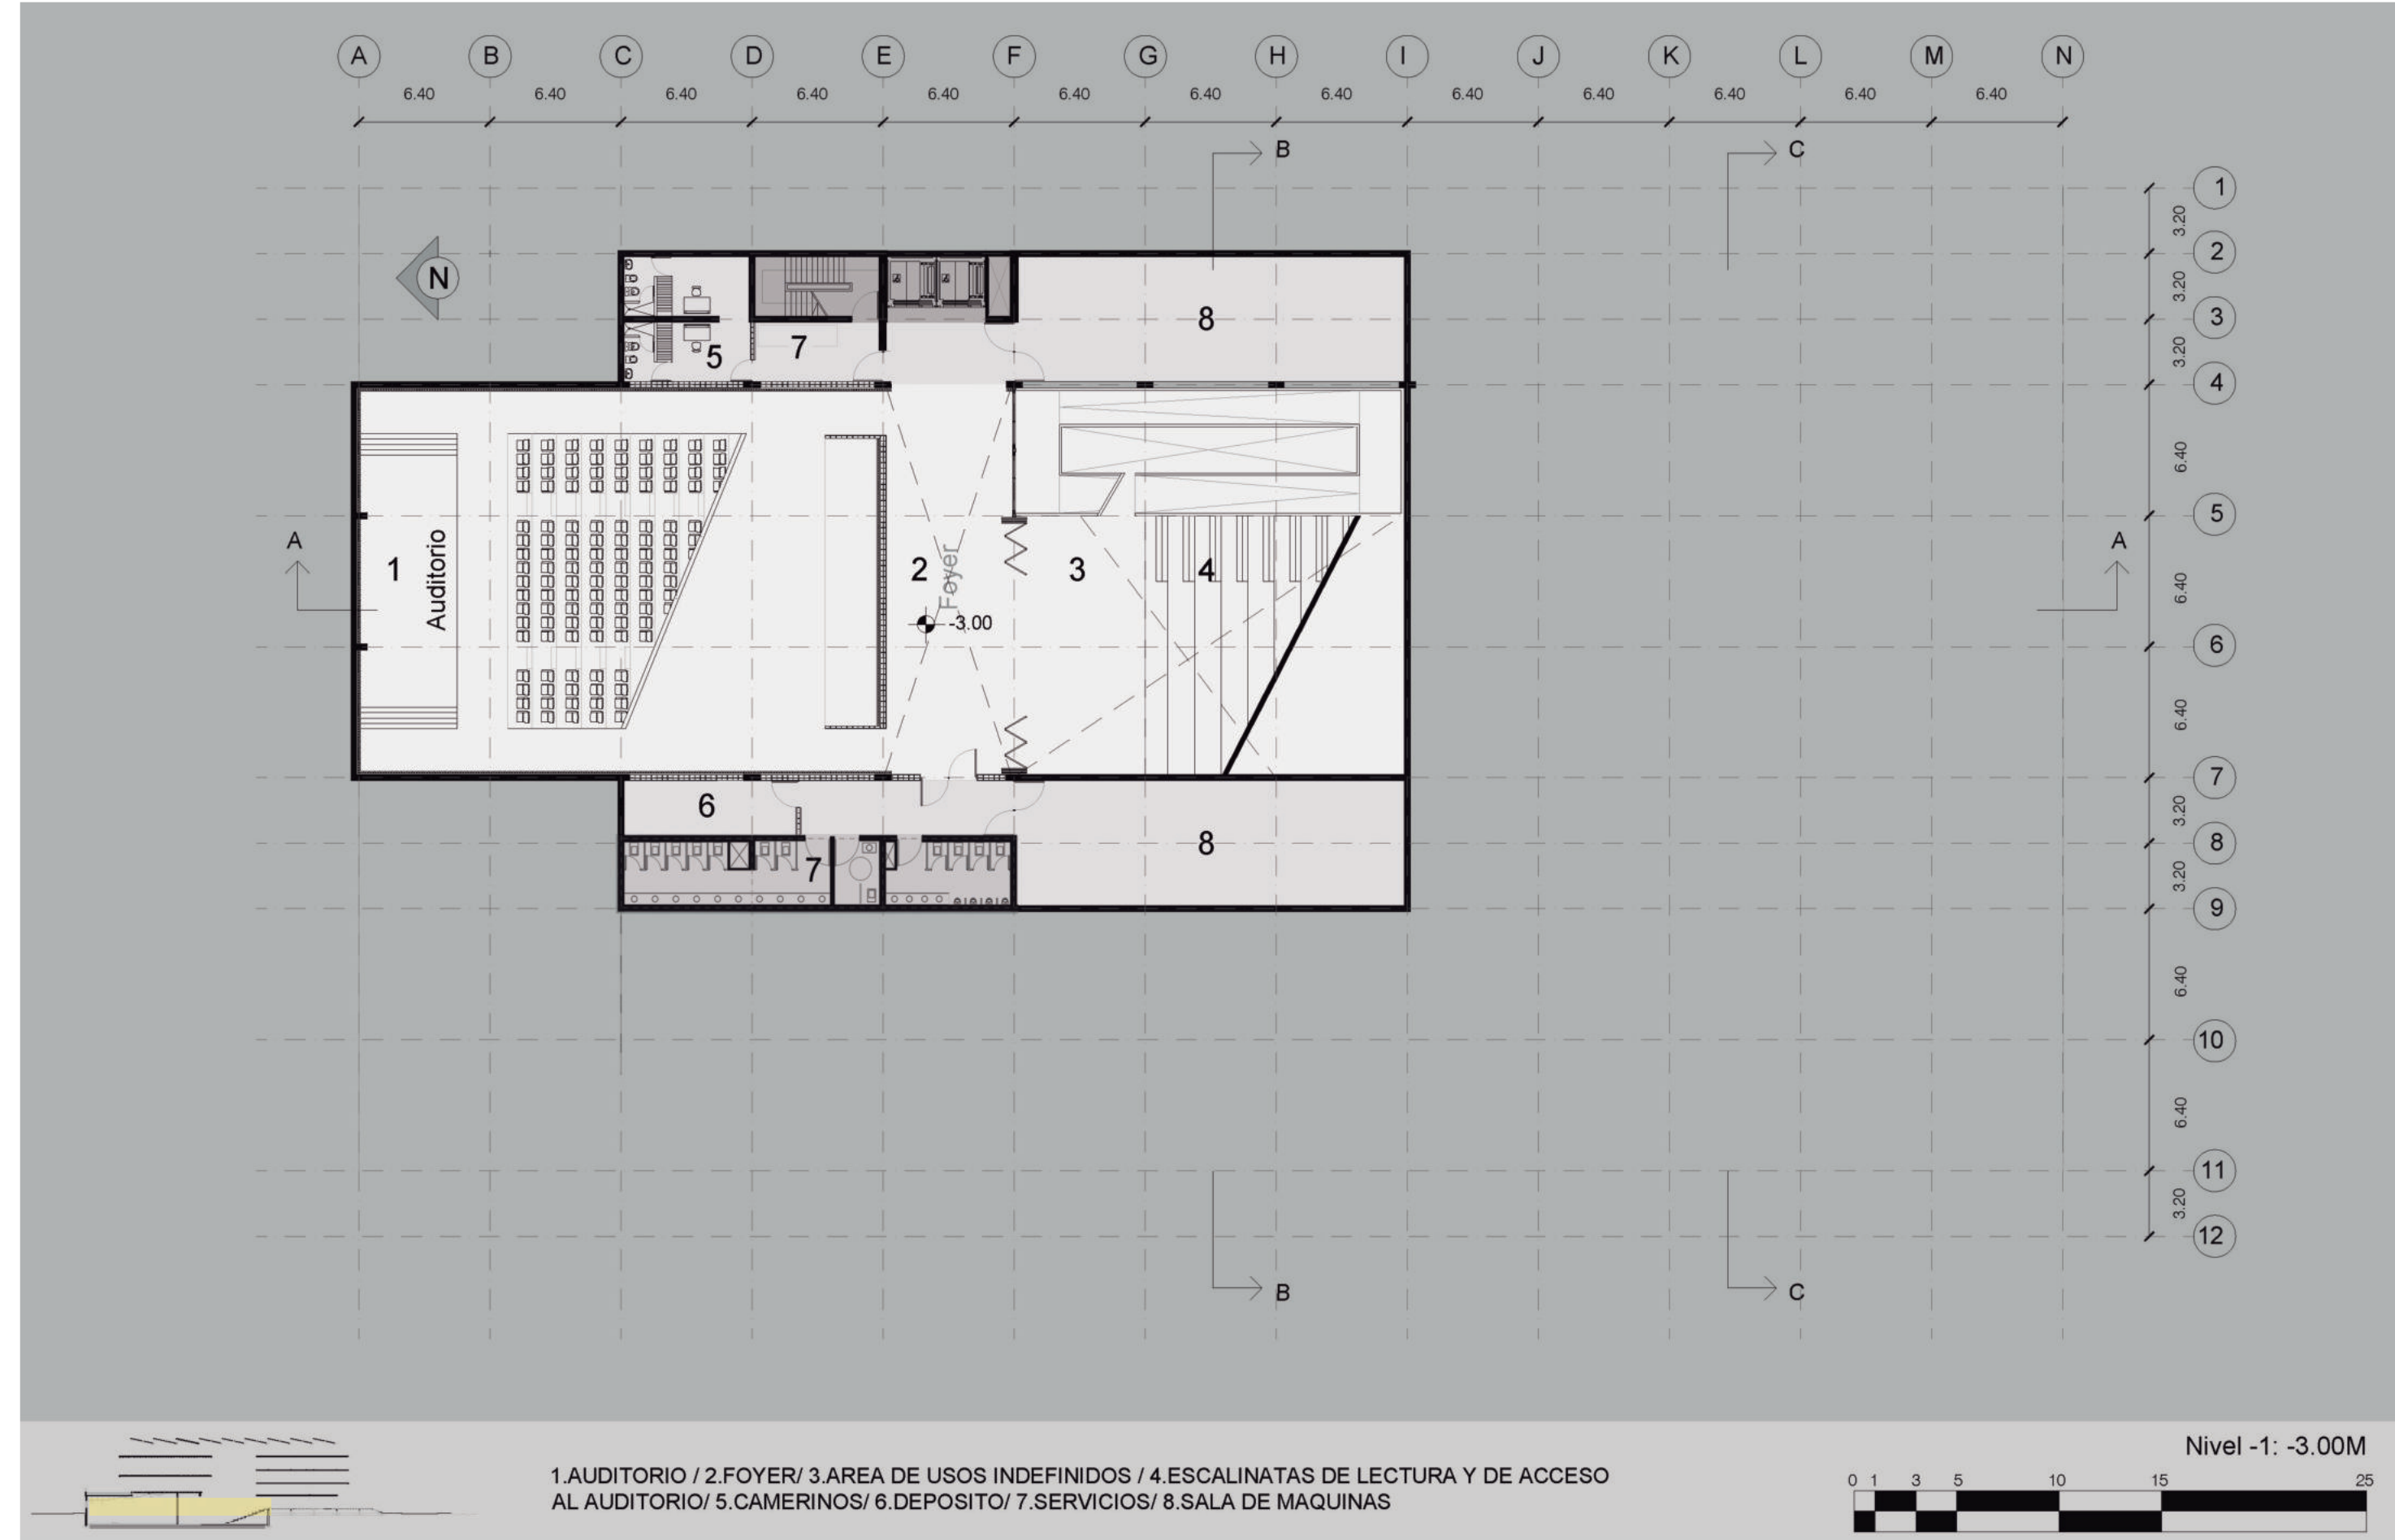 A B C D E F G H I J K L M N
6.40 6.40 6.40 6.40 6.40 6.40 6.40 6.40 6.40 6.40 6.40 6.40 6.40
B C
1
3.20
2
N
3.20
8
3
5 7
3.20
4
6.40
5
A A
1 Auditorio 2 Foyer 3 4
6.40
-3.00
6
6.40
7
6
3.20
8
8
7
3.20
9
6.40
10
6.40
11
3.20
12
B C
Nivel -1: -3.00M
1.AUDITORIO / 2.FOYER/ 3.AREA DE USOS INDEFINIDOS / 4.ESCALINATAS DE LECTURA Y DE ACCESO
AL AUDITORIO/ 5.CAMERINOS/ 6.DEPOSITO/ 7.SERVICIOS/ 8.SALA DE MAQUINAS
0 1 3 5 10 15 25